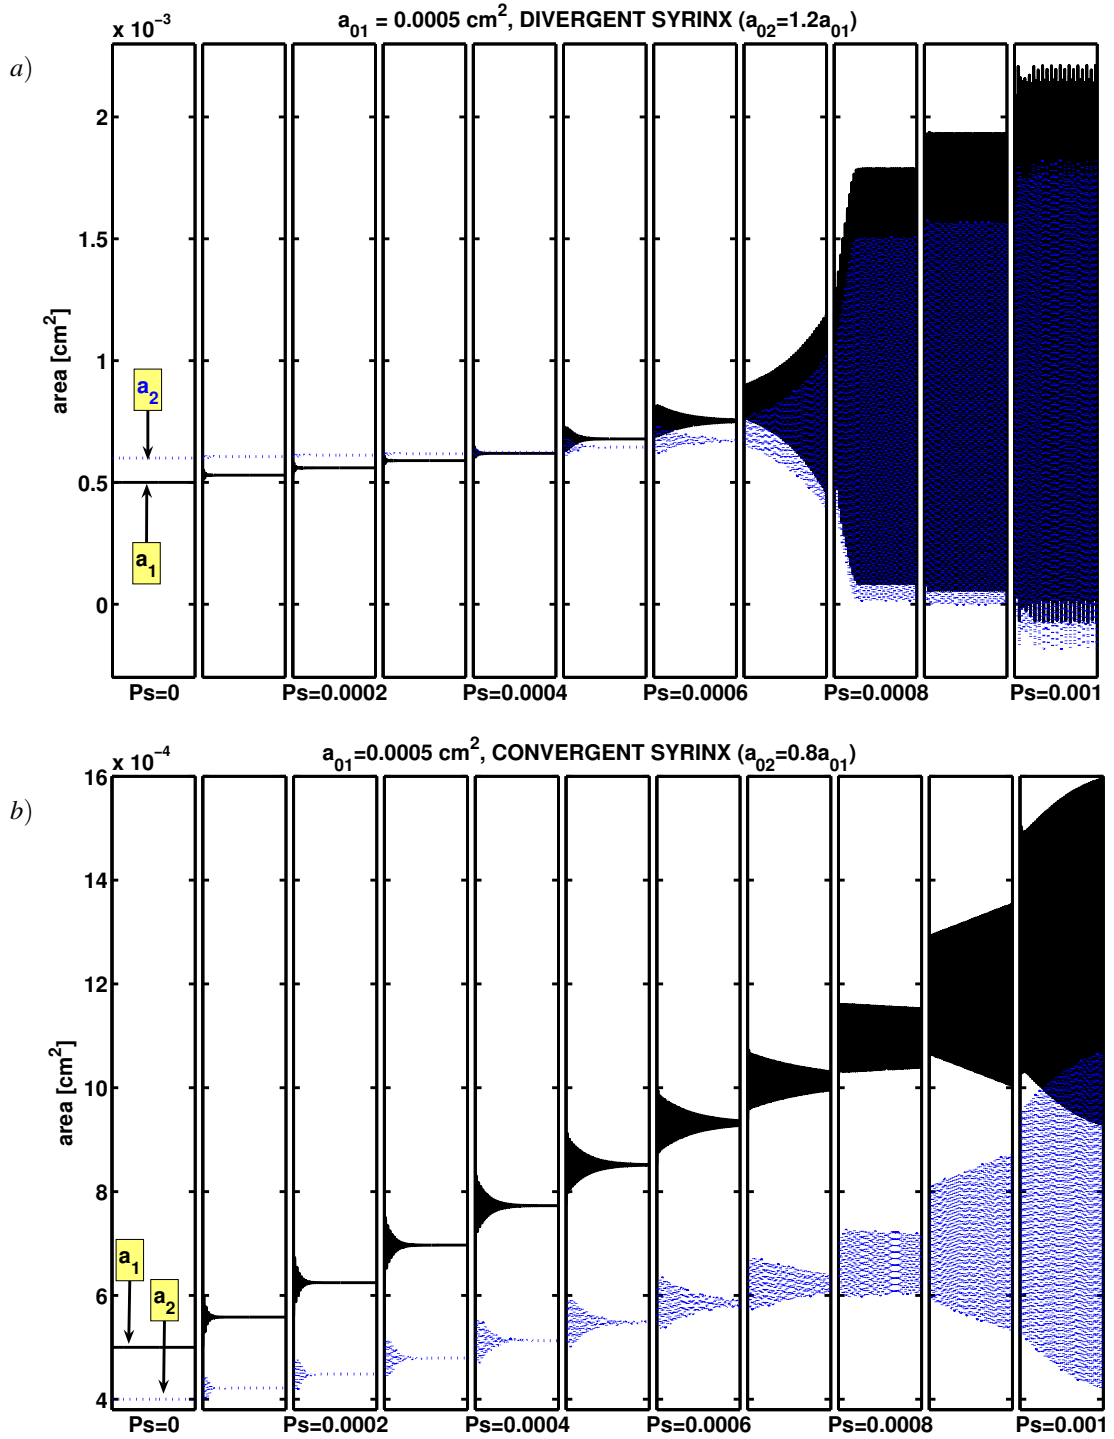 a₀₁ = 0.0005 cm², DIVERGENT SYRINX (a₀₂=1.2a₀₁)
x 10⁻³
a)
2
1.5
1
0.5
0
area [cm²]
a₂
a₁
Ps=0 Ps=0.0002 Ps=0.0004 Ps=0.0006 Ps=0.0008 Ps=0.001
a₀₁=0.0005 cm², CONVERGENT SYRINX (a₀₂=0.8a₀₁)
x 10⁻⁴
b)
16
14
12
10
8
6
4
area [cm²]
a₁
a₂
Ps=0 Ps=0.0002 Ps=0.0004 Ps=0.0006 Ps=0.0008 Ps=0.001